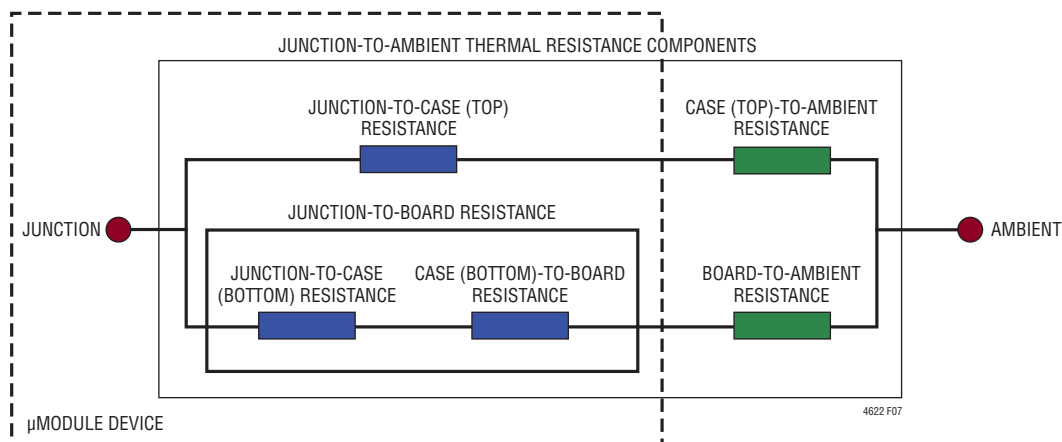 JUNCTION-TO-AMBIENT THERMAL RESISTANCE COMPONENTS
JUNCTION-TO-CASE (TOP)
RESISTANCE
CASE (TOP)-TO-AMBIENT
RESISTANCE
JUNCTION-TO-BOARD RESISTANCE
JUNCTION
AMBIENT
JUNCTION-TO-CASE
(BOTTOM) RESISTANCE
CASE (BOTTOM)-TO-BOARD
RESISTANCE
BOARD-TO-AMBIENT
RESISTANCE
4622 F07
µMODULE DEVICE